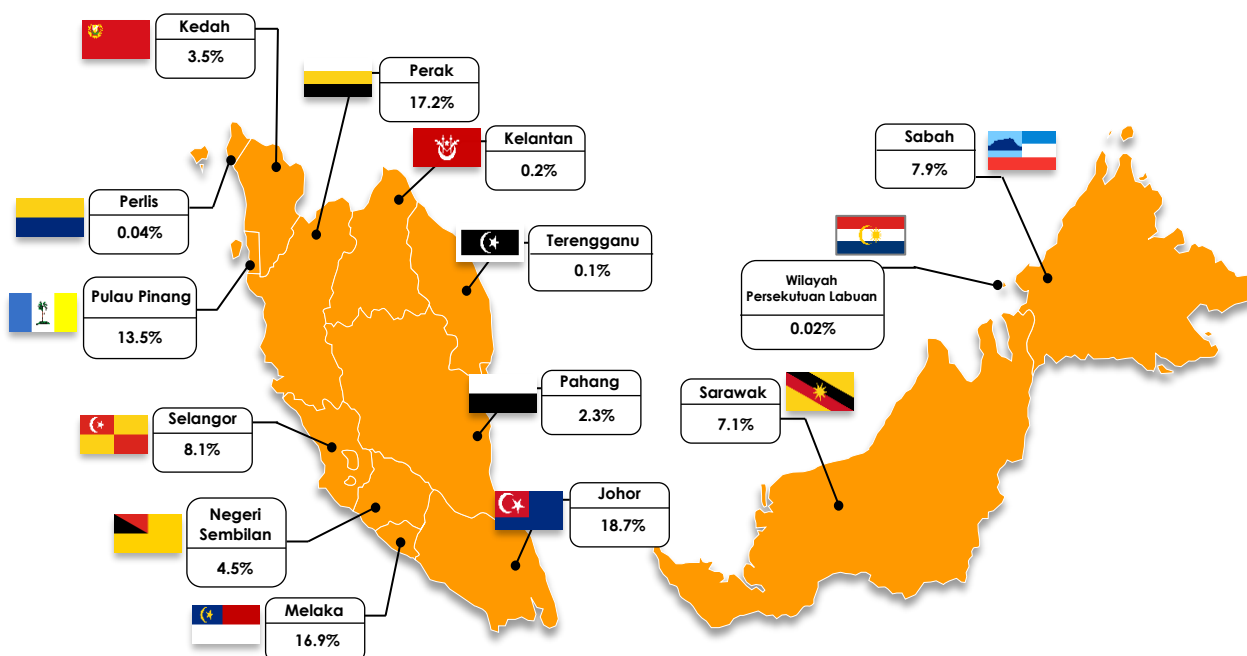 Kedah
3.5%
Perak
17.2%
Kelantan
0.2%
Sabah
7.9%
Perlis
0.04%
Terengganu
0.1%
Pulau Pinang
13.5%
Wilayah
Persekutuan Labuan
0.02%
Pahang
2.3%
Sarawak
7.1%
Selangor
8.1%
Johor
18.7%
Negeri
Sembilan
4.5%
Melaka
16.9%